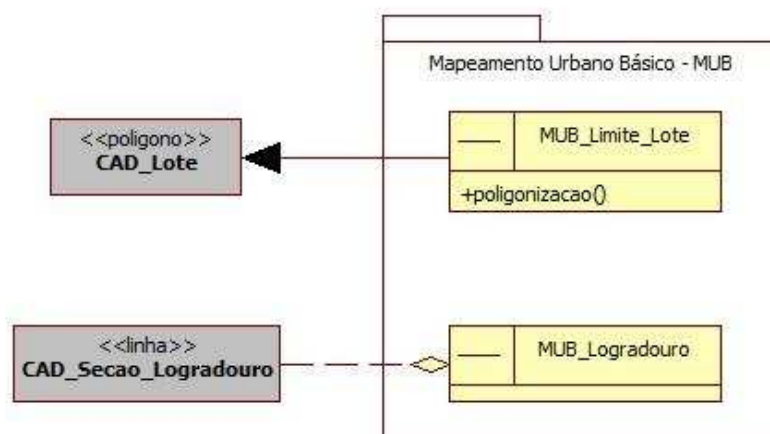 Mapeamento Urbano Básico - MUB
<<poligono>>
CAD_Lote
MUB_Limite_Lote
+poligonizacao()
<<linha>>
CAD_Secao_Logradouro
MUB_Logradouro